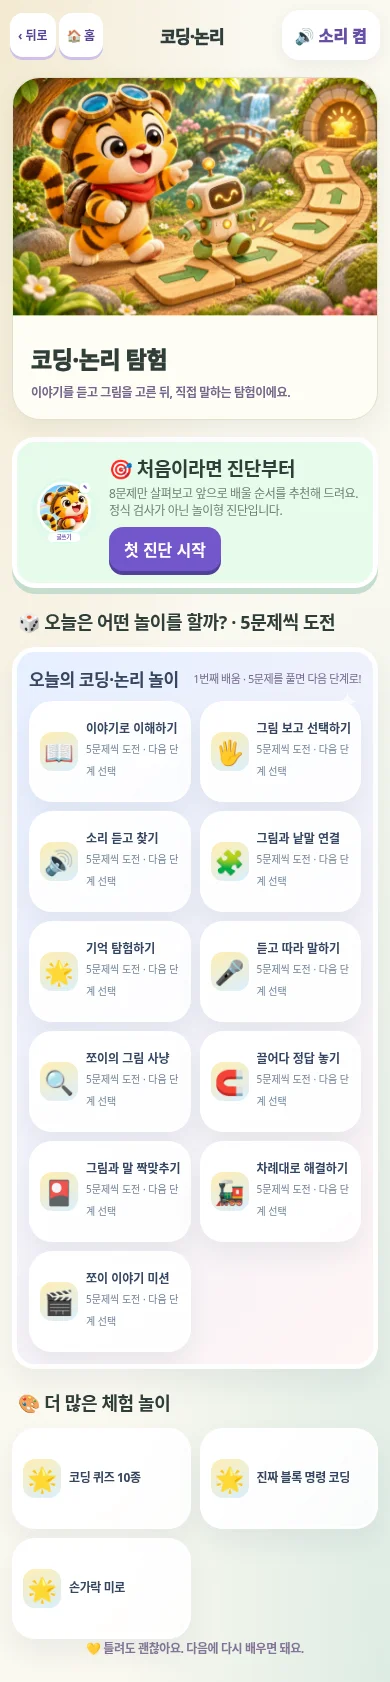 ‹ 뒤로
🏠 홈
코딩·논리
🔊 소리 켬
코딩·논리 탐험
이야기를 듣고 그림을 고른 뒤, 직접 말하는 탐험이에요.
🎯 처음이라면 진단부터
8문제만 살펴보고 앞으로 배울 순서를 추천해 드려요.
정식 검사가 아닌 놀이형 진단입니다.
글쓰기
첫 진단 시작
🎲 오늘은 어떤 놀이를 할까? · 5문제씩 도전
오늘의 코딩·논리 놀이
1번째 배움 · 5문제를 풀면 다음 단계로!
이야기로 이해하기
5문제씩 도전 · 다음 단
계 선택
그림 보고 선택하기
5문제씩 도전 · 다음 단
계 선택
소리 듣고 찾기
5문제씩 도전 · 다음 단
계 선택
그림과 낱말 연결
5문제씩 도전 · 다음 단
계 선택
기억 탐험하기
5문제씩 도전 · 다음 단
계 선택
듣고 따라 말하기
5문제씩 도전 · 다음 단
계 선택
쪼이의 그림 사냥
5문제씩 도전 · 다음 단
계 선택
끌어다 정답 놓기
5문제씩 도전 · 다음 단
계 선택
그림과 말 짝맞추기
5문제씩 도전 · 다음 단
계 선택
차례대로 해결하기
5문제씩 도전 · 다음 단
계 선택
쪼이 이야기 미션
5문제씩 도전 · 다음 단
계 선택
🎨 더 많은 체험 놀이
코딩 퀴즈 10종
진짜 블록 명령 코딩
손가락 미로
💛 틀려도 괜찮아요. 다음에 다시 배우면 돼요.